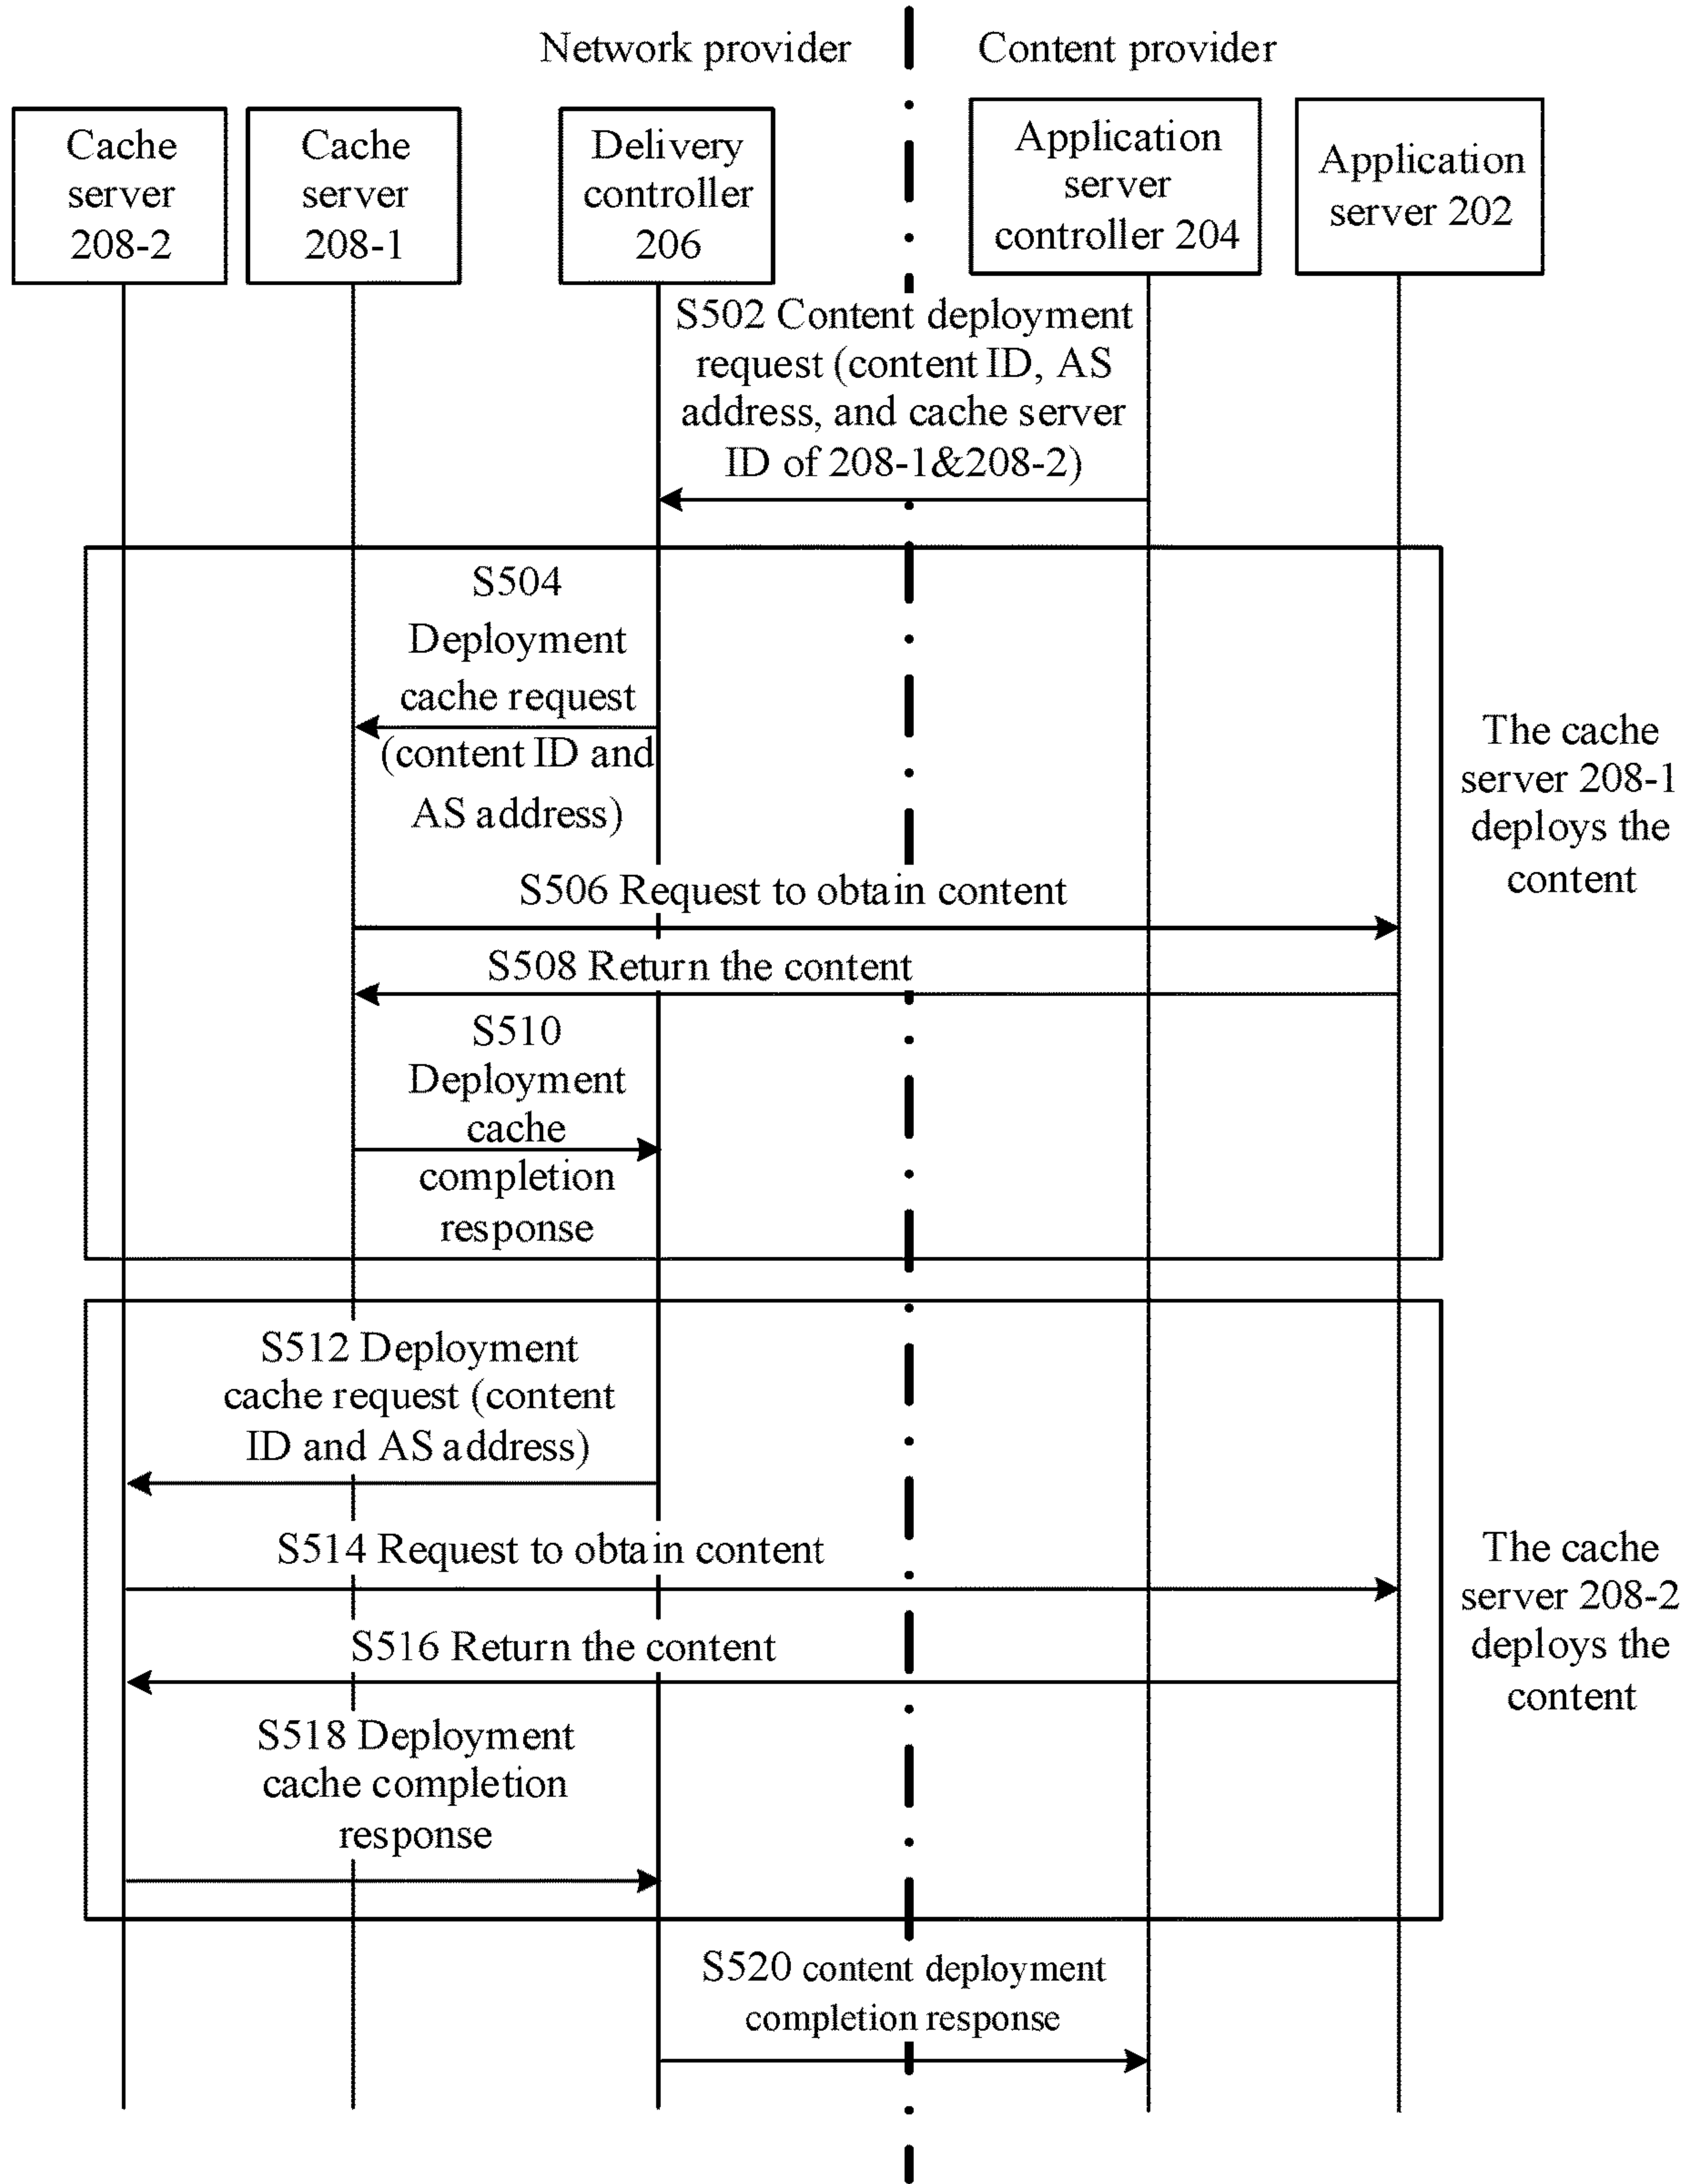 Network provider
Content provider
Cache
server
208-2
Cache
server
208-1
Delivery
controller
206
Application
server
controller 204
Application
server 202
S502 Content deployment
request (content ID, AS
address, and cache server
ID of 208-1&208-2)
S504
Deployment
cache request
(content ID and
AS address)
The cache
server 208-1
deploys the
content
S506 Request to obtain content
S508 Return the content
S510
Deployment
cache
completion
response
S512 Deployment
cache request (content
ID and AS address)
S514 Request to obtain content
The cache
server 208-2
deploys the
content
S516 Return the content
S518 Deployment
cache completion
response
S520 content deployment
completion response